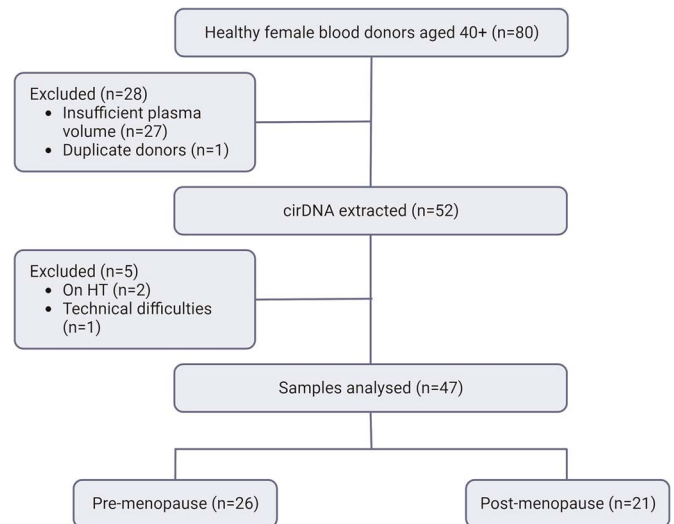 Healthy female blood donors aged 40+ (n=80)
Excluded (n=28)
• Insufficient plasma
volume (n=27)
• Duplicate donors (n=1)
cirDNA extracted (n=52)
Excluded (n=5)
• On HT (n=2)
• Technical difficulties
(n=1)
Samples analysed (n=47)
Pre-menopause (n=26)
Post-menopause (n=21)